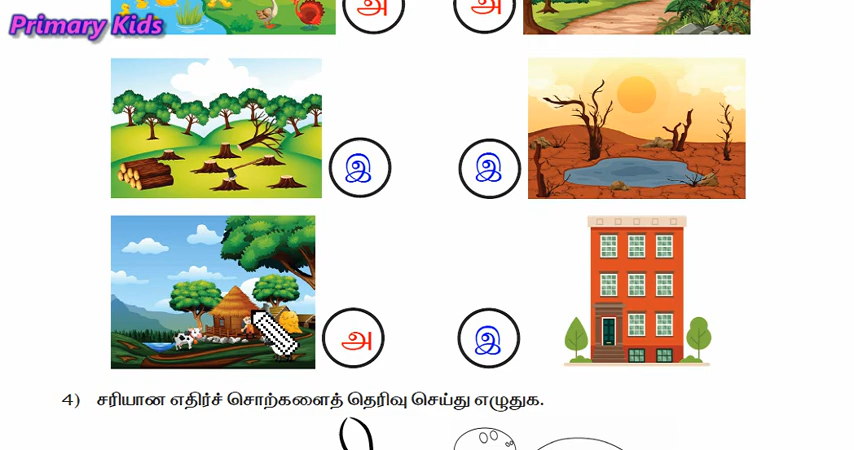 Primary Kids
அ அ
இ இ
அ இ
4) சரியான எதிர்ச் சொற்களைத் தெரிவு செய்து எழுதுக.